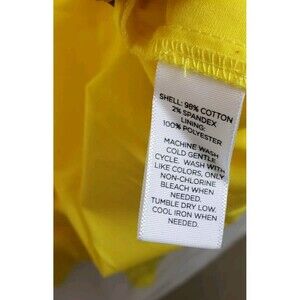 SHELL: 98% COTTON
2% SPANDEX
LINING:
100% POLYESTER
MACHINE WASH
COLD GENTLE
CYCLE. WASH WITH
LIKE COLORS, ONLY
NON-CHLORINE
BLEACH WHEN
NEEDED.
TUMBLE DRY LOW.
COOL IRON WHEN
NEEDED.